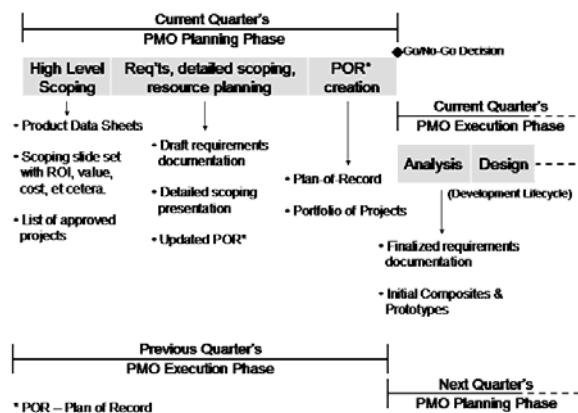 Current Quarter's
PMO Planning Phase
Go/No-Go Decision
High Level
Scoping
Req'ts, detailed scoping,
resource planning
POR*
creation
• Product Data Sheets
• Scoping slide set
with ROI, value,
cost, et cetera.
• List of approved
projects
• Draft requirements
documentation
• Detailed scoping
presentation
• Updated POR*
• Plan-of-Record
• Portfolio of Projects
Current Quarter's
PMO Execution Phase
Analysis
Design
(Development Lifecycle)
• Finalized requirements
documentation
• Initial Composites &
Prototypes
Previous Quarter's
PMO Execution Phase
Next Quarter's
PMO Planning Phase
* POR – Plan of Record